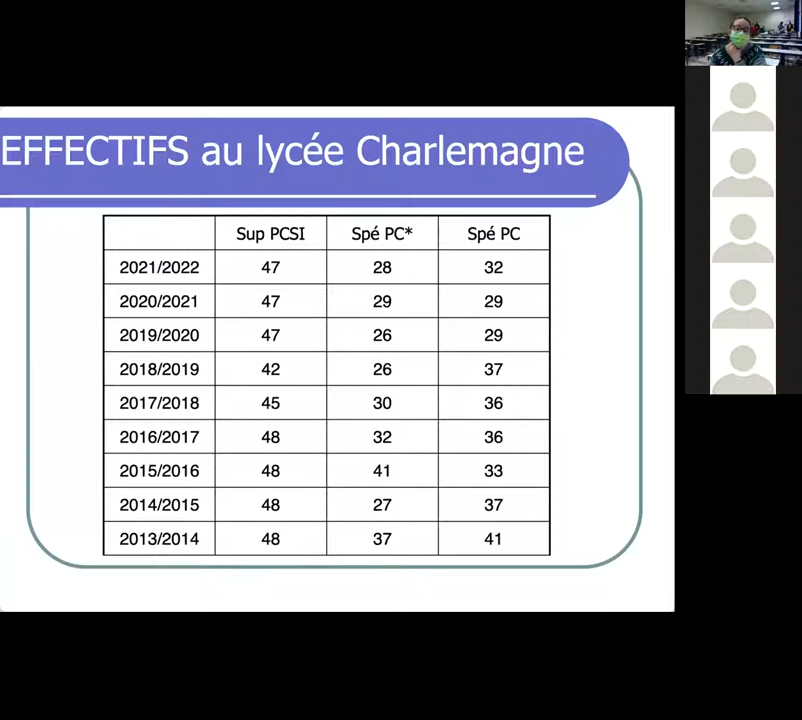 EFFECTIFS au lycée Charlemagne
Sup PCSI Spé PC* Spé PC
2021/2022 47 28 32
2020/2021 47 29 29
2019/2020 47 26 29
2018/2019 42 26 37
2017/2018 45 30 36
2016/2017 48 32 36
2015/2016 48 41 33
2014/2015 48 27 37
2013/2014 48 37 41